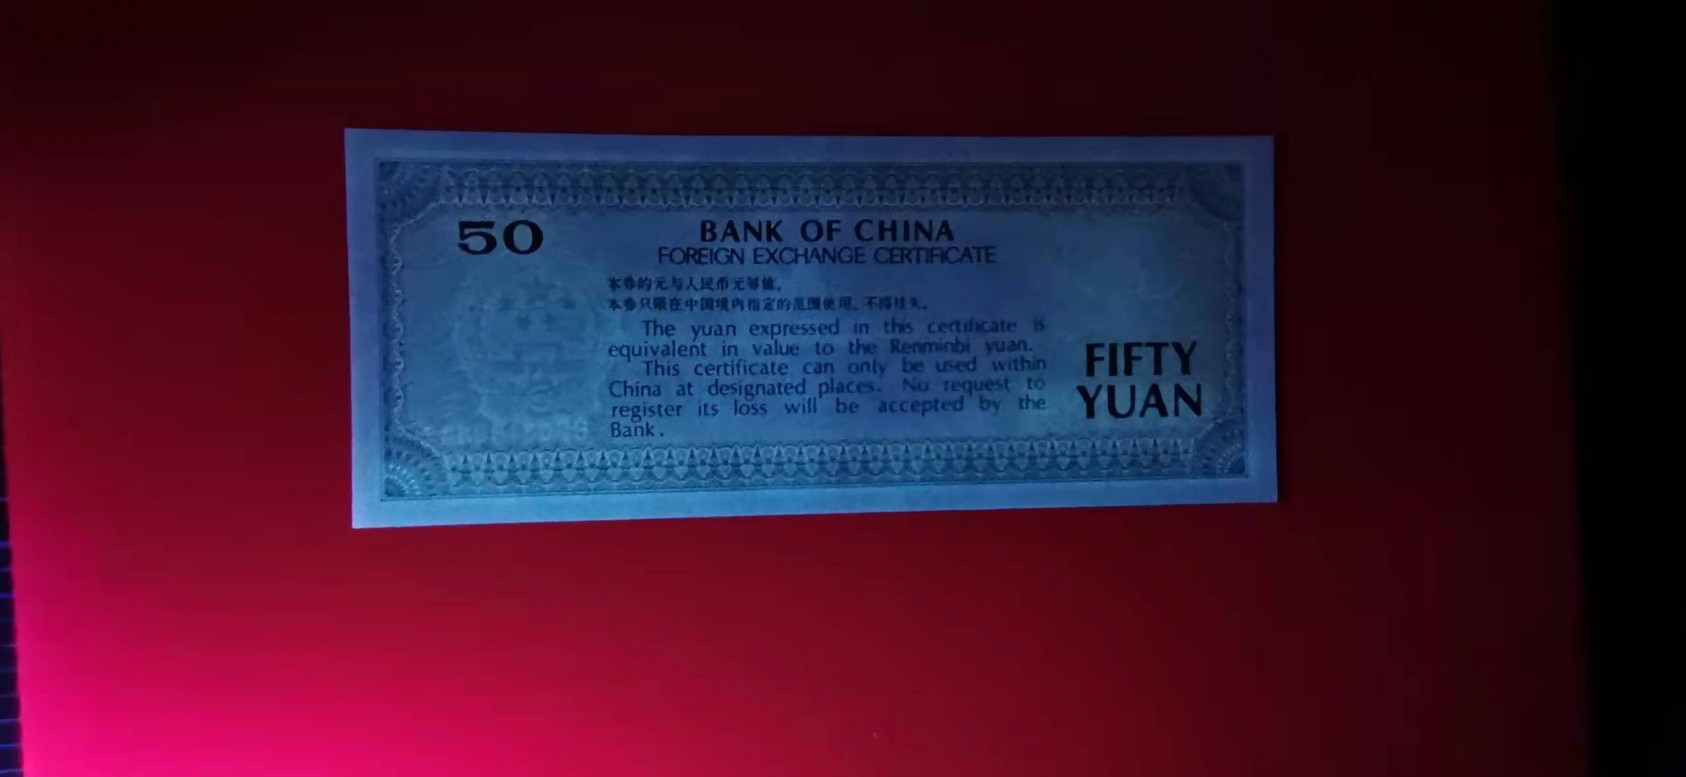 50
BANK OF CHINA
FOREIGN EXCHANGE CERTIFICATE
本券的元与人民币元等值。
本券只限在中国境内指定的范围使用、不得挂失。
The yuan expressed in this certificate is
equivalent in value to the Renminbi yuan.
This certificate can only be used within
China at designated places. No request to
register its loss will be accepted by the
Bank.
FIFTY
YUAN